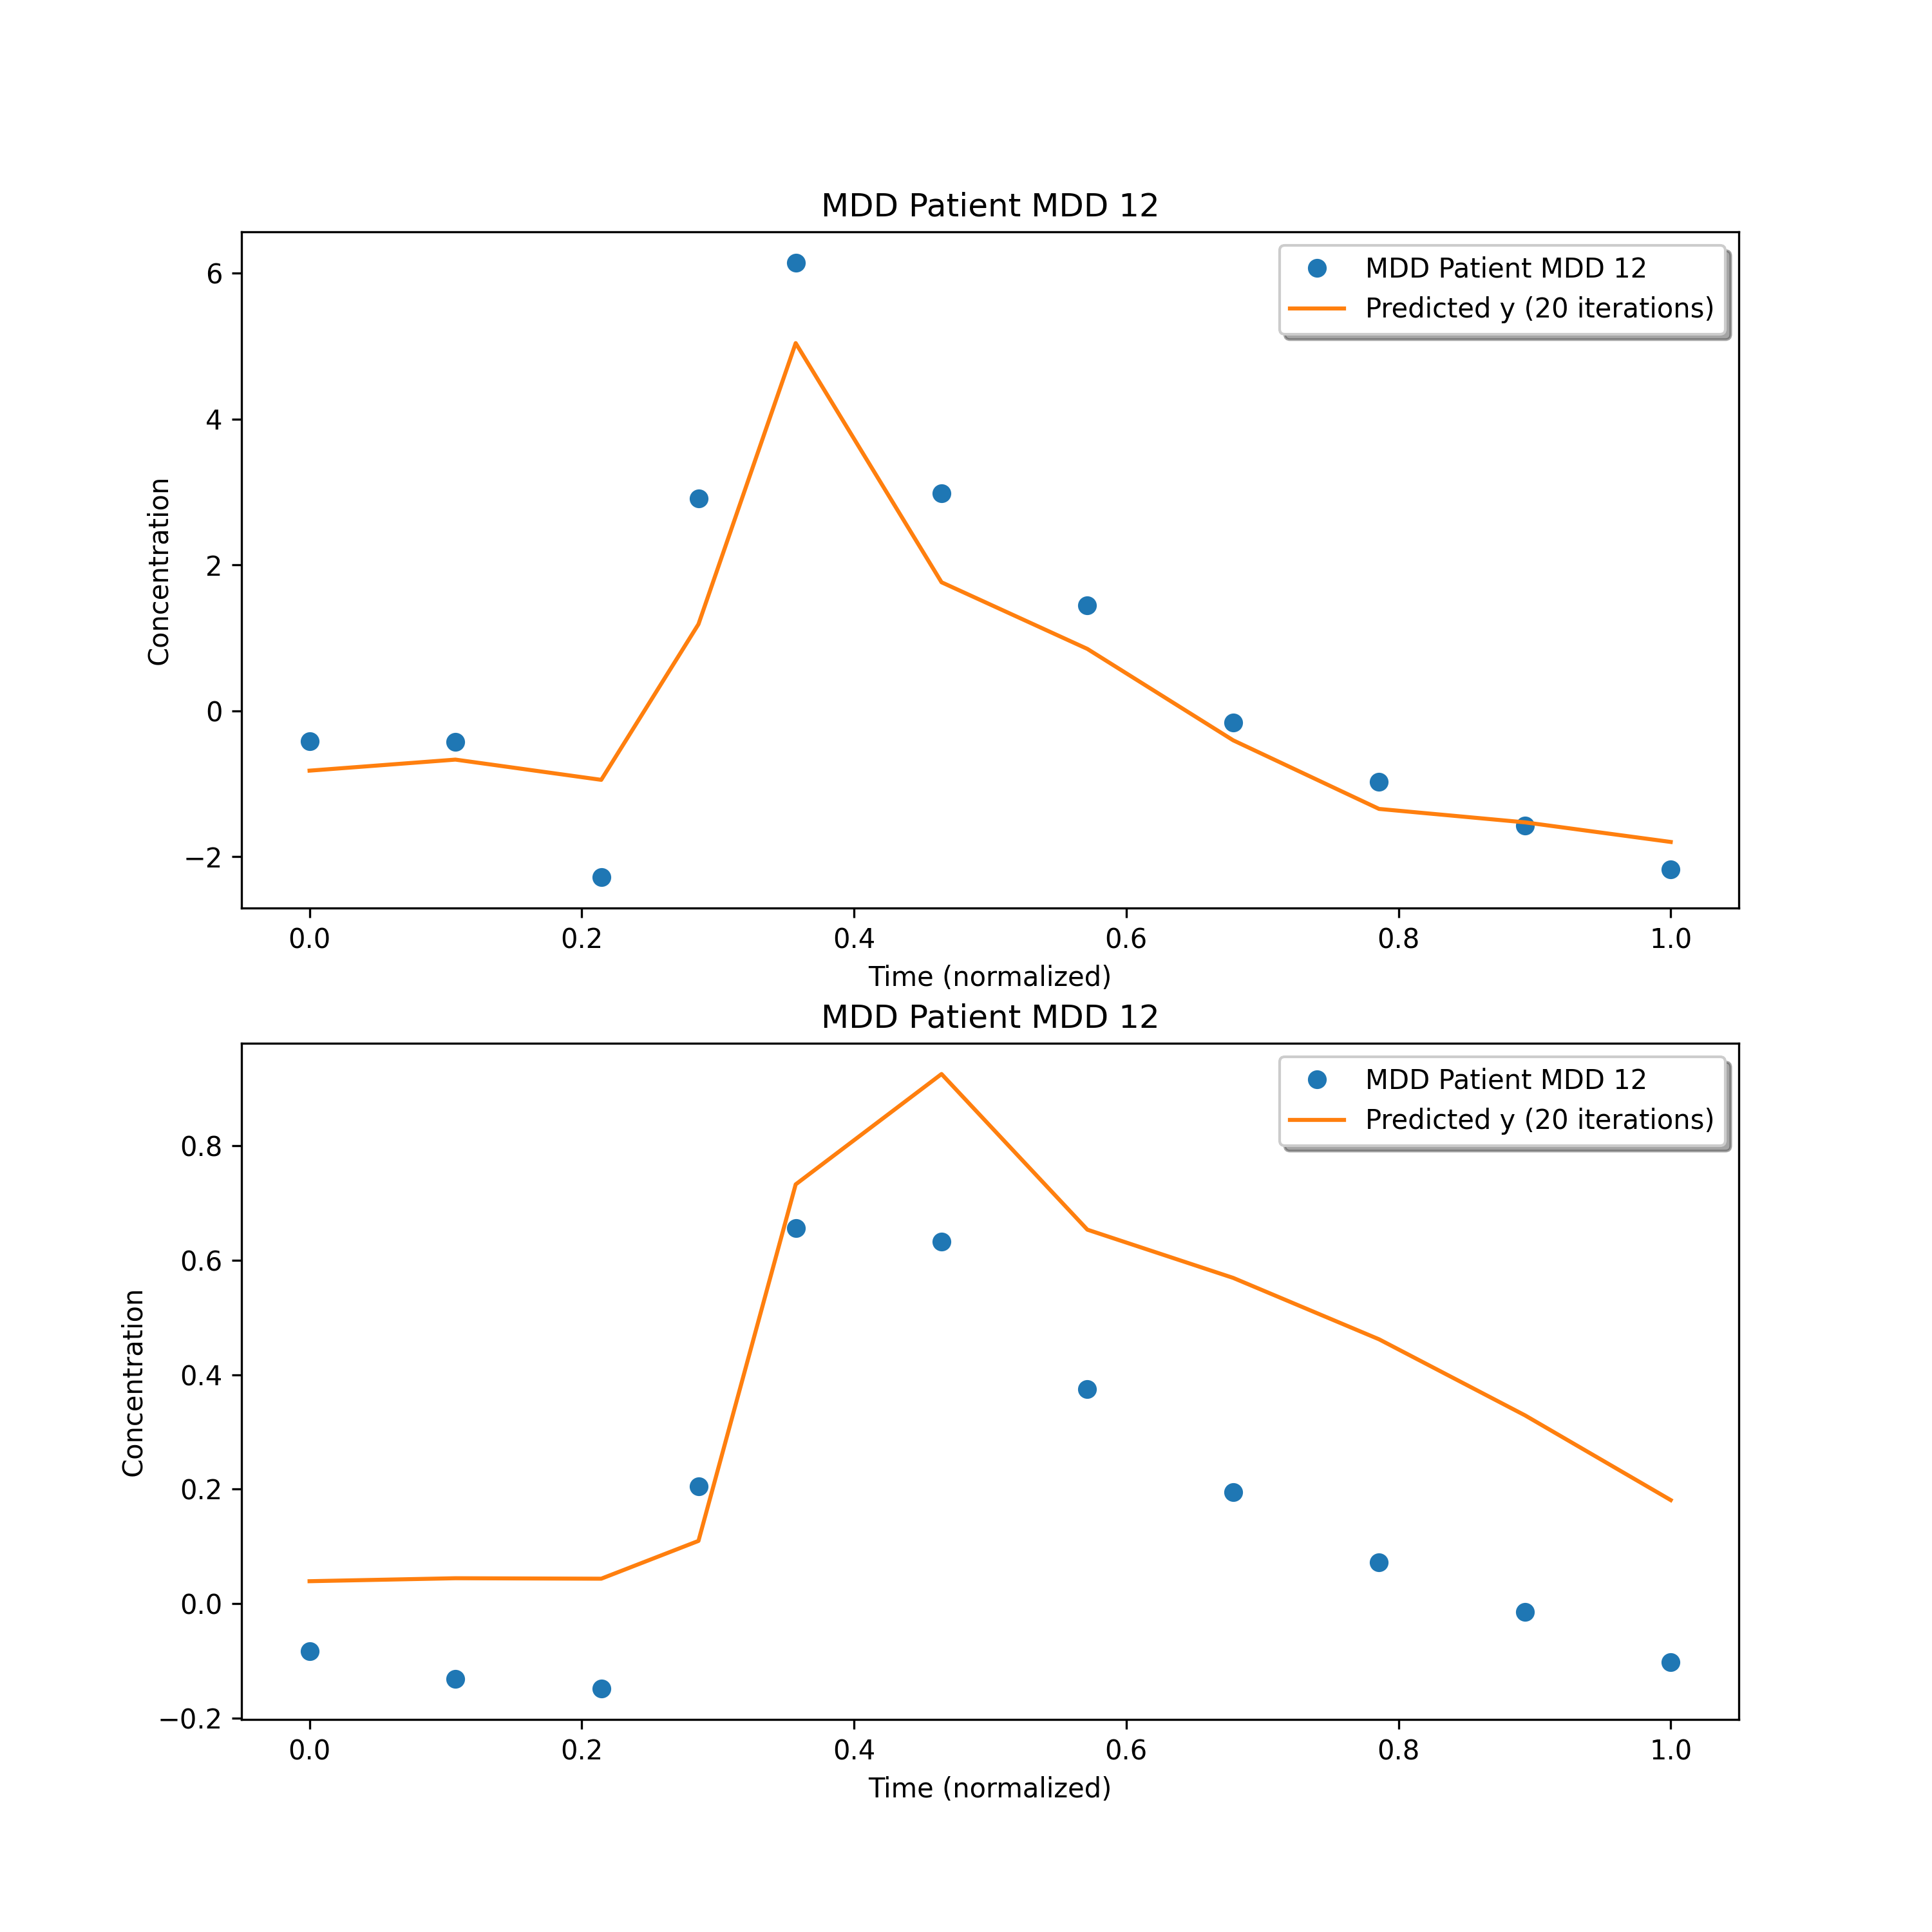 MDD Patient MDD 12
MDD Patient MDD 12
Predicted y (20 iterations)
Concentration
6
4
2
0
−2
0.0 0.2 0.4 0.6 0.8 1.0
Time (normalized)
MDD Patient MDD 12
MDD Patient MDD 12
Predicted y (20 iterations)
Concentration
0.8
0.6
0.4
0.2
0.0
−0.2
0.0 0.2 0.4 0.6 0.8 1.0
Time (normalized)